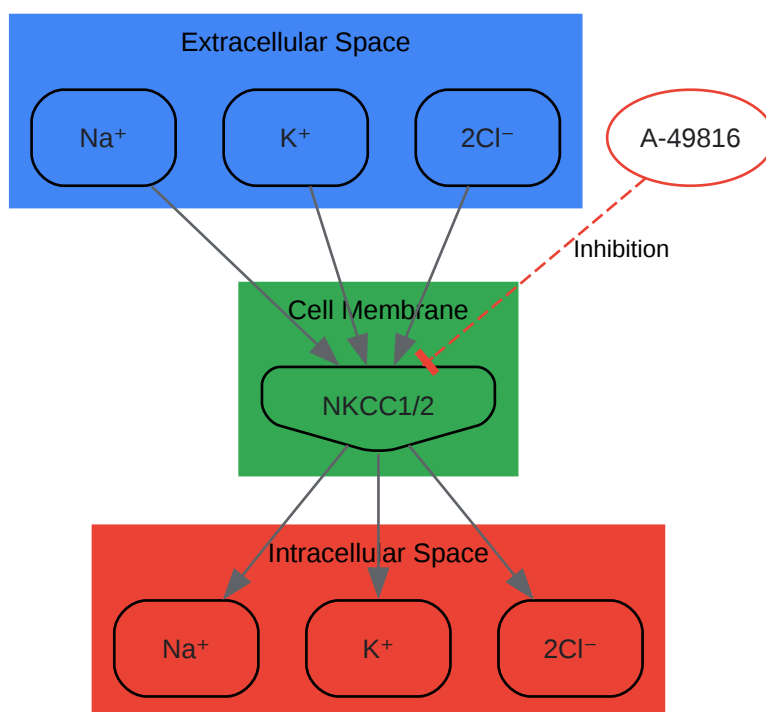 Extracellular Space
Na⁺
K⁺
2Cl⁻
A-49816
Inhibition
Cell Membrane
NKCC1/2
Intracellular Space
Na⁺
K⁺
2Cl⁻